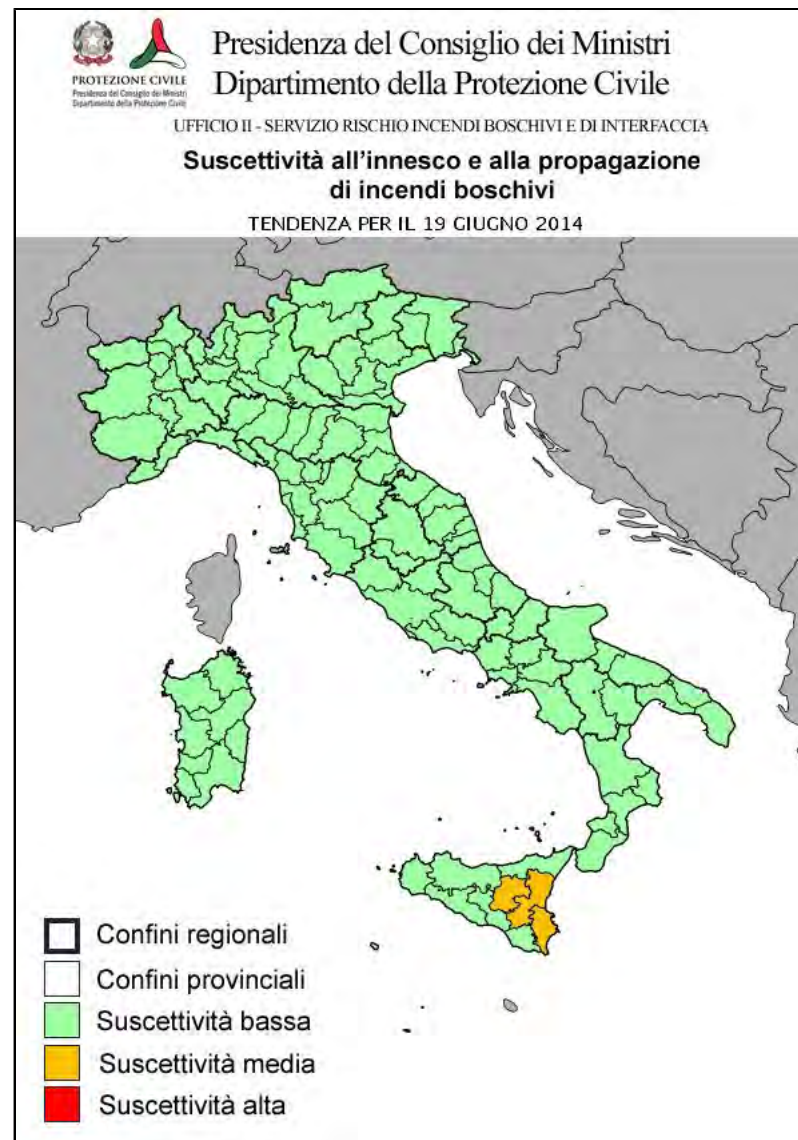 PROTEZIONE CIVILE
Presidenza del Consiglio dei Ministri
Dipartimento della Protezione Civile
Presidenza del Consiglio dei Ministri
Dipartimento della Protezione Civile
UFFICIO II - SERVIZIO RISCHIO INCENDI BOSCHIVI E DI INTERFACCIA
Suscettività all'innesco e alla propagazione
di incendi boschivi
TENDENZA PER IL 19 GIUGNO 2014
Confini regionali
Confini provinciali
Suscettività bassa
Suscettività media
Suscettività alta